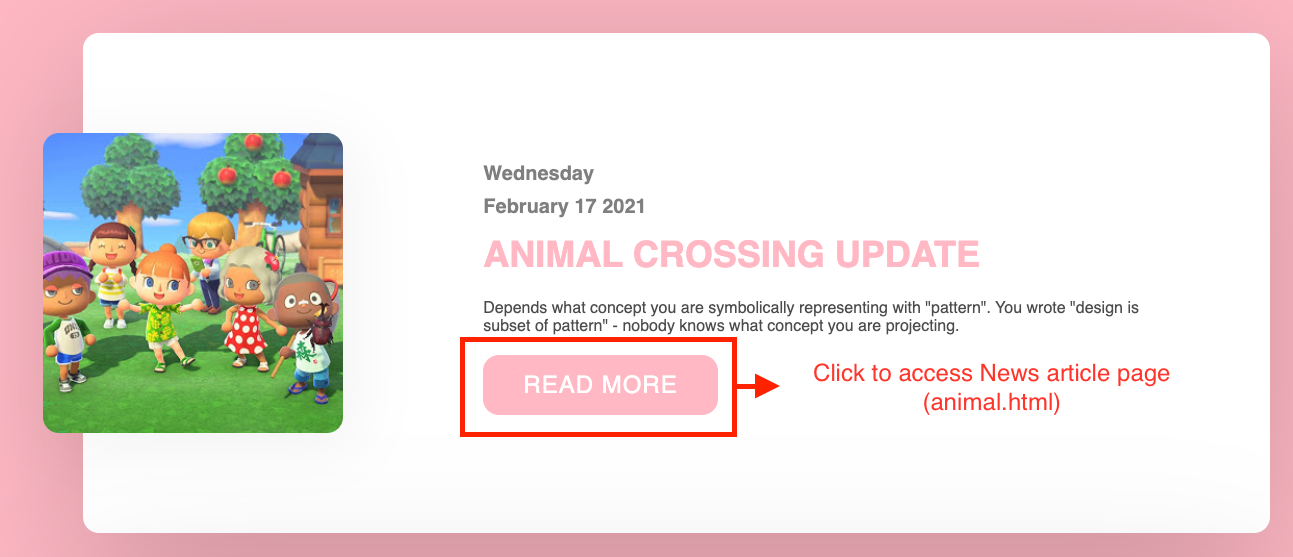 Wednesday
February 17 2021
ANIMAL CROSSING UPDATE
Depends what concept you are symbolically representing with "pattern". You wrote "design is
subset of pattern" - nobody knows what concept you are projecting.
READ MORE
Click to access News article page
(animal.html)